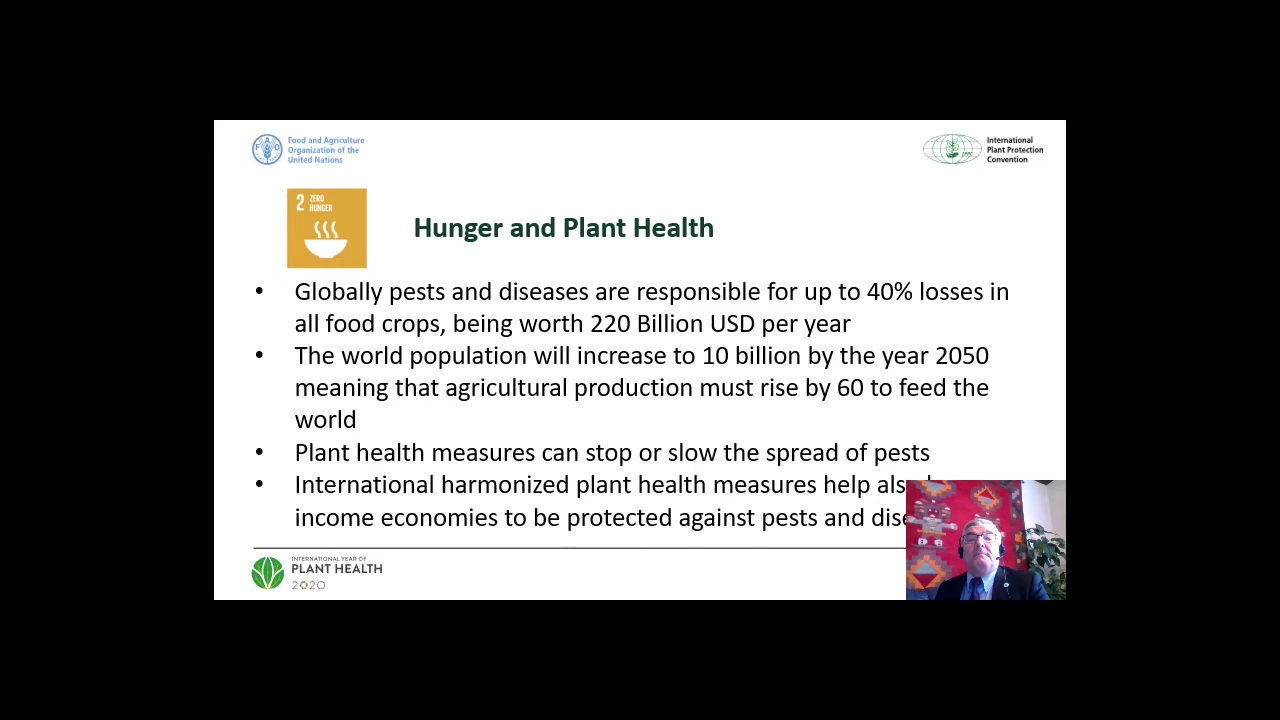 Food and Agriculture
Organization of the
United Nations
International
Plant Protection
Convention
2 ZERO
HUNGER
Hunger and Plant Health
• Globally pests and diseases are responsible for up to 40% losses in
all food crops, being worth 220 Billion USD per year
• The world population will increase to 10 billion by the year 2050
meaning that agricultural production must rise by 60 to feed the
world
• Plant health measures can stop or slow the spread of pests
• International harmonized plant health measures help
income economies to be protected against pests and
INTERNATIONAL YEAR OF
PLANT HEALTH
2020